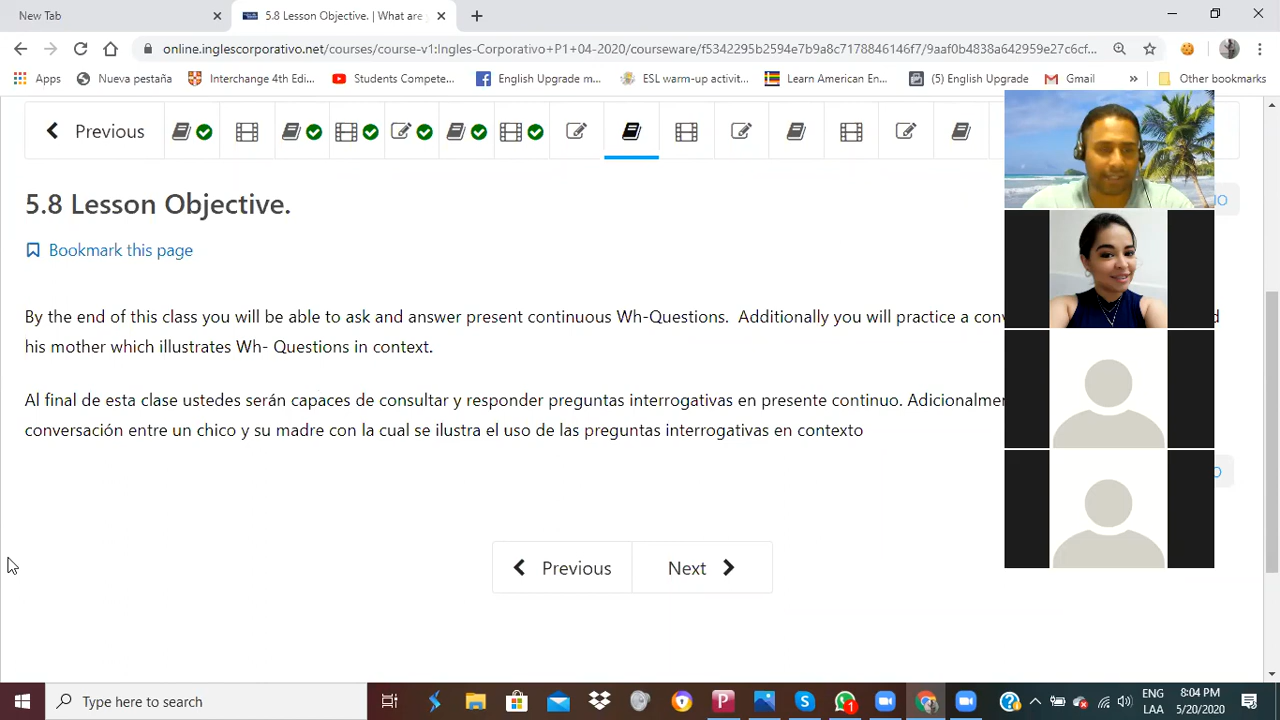 New Tab
5.8 Lesson Objective. | What are
online.inglescorporativo.net/courses/course-v1:Ingles-Corporativo+P1+04-2020/courseware/f5342295b2594e7b9a8c7178846146f7/9aaf0b4838a642959e27c6cf...
Apps
Nueva pestaña
Interchange 4th Edi...
Students Compete...
English Upgrade m...
ESL warm-up activit...
Learn American En...
(5) English Upgrade
Gmail
»
Other bookmarks
Previous
5.8 Lesson Objective.
Bookmark this page
By the end of this class you will be able to ask and answer present continuous Wh-Questions. Additionally you will practice a
his mother which illustrates Wh- Questions in context.
Al final de esta clase ustedes serán capaces de consultar y responder preguntas interrogativas en presente continuo.
conversación entre un chico y su madre con la cual se ilustra el uso de las preguntas interrogativas en contexto
Previous
Next
Type here to search
1
ENG
LAA
8:04 PM
5/20/2020
1